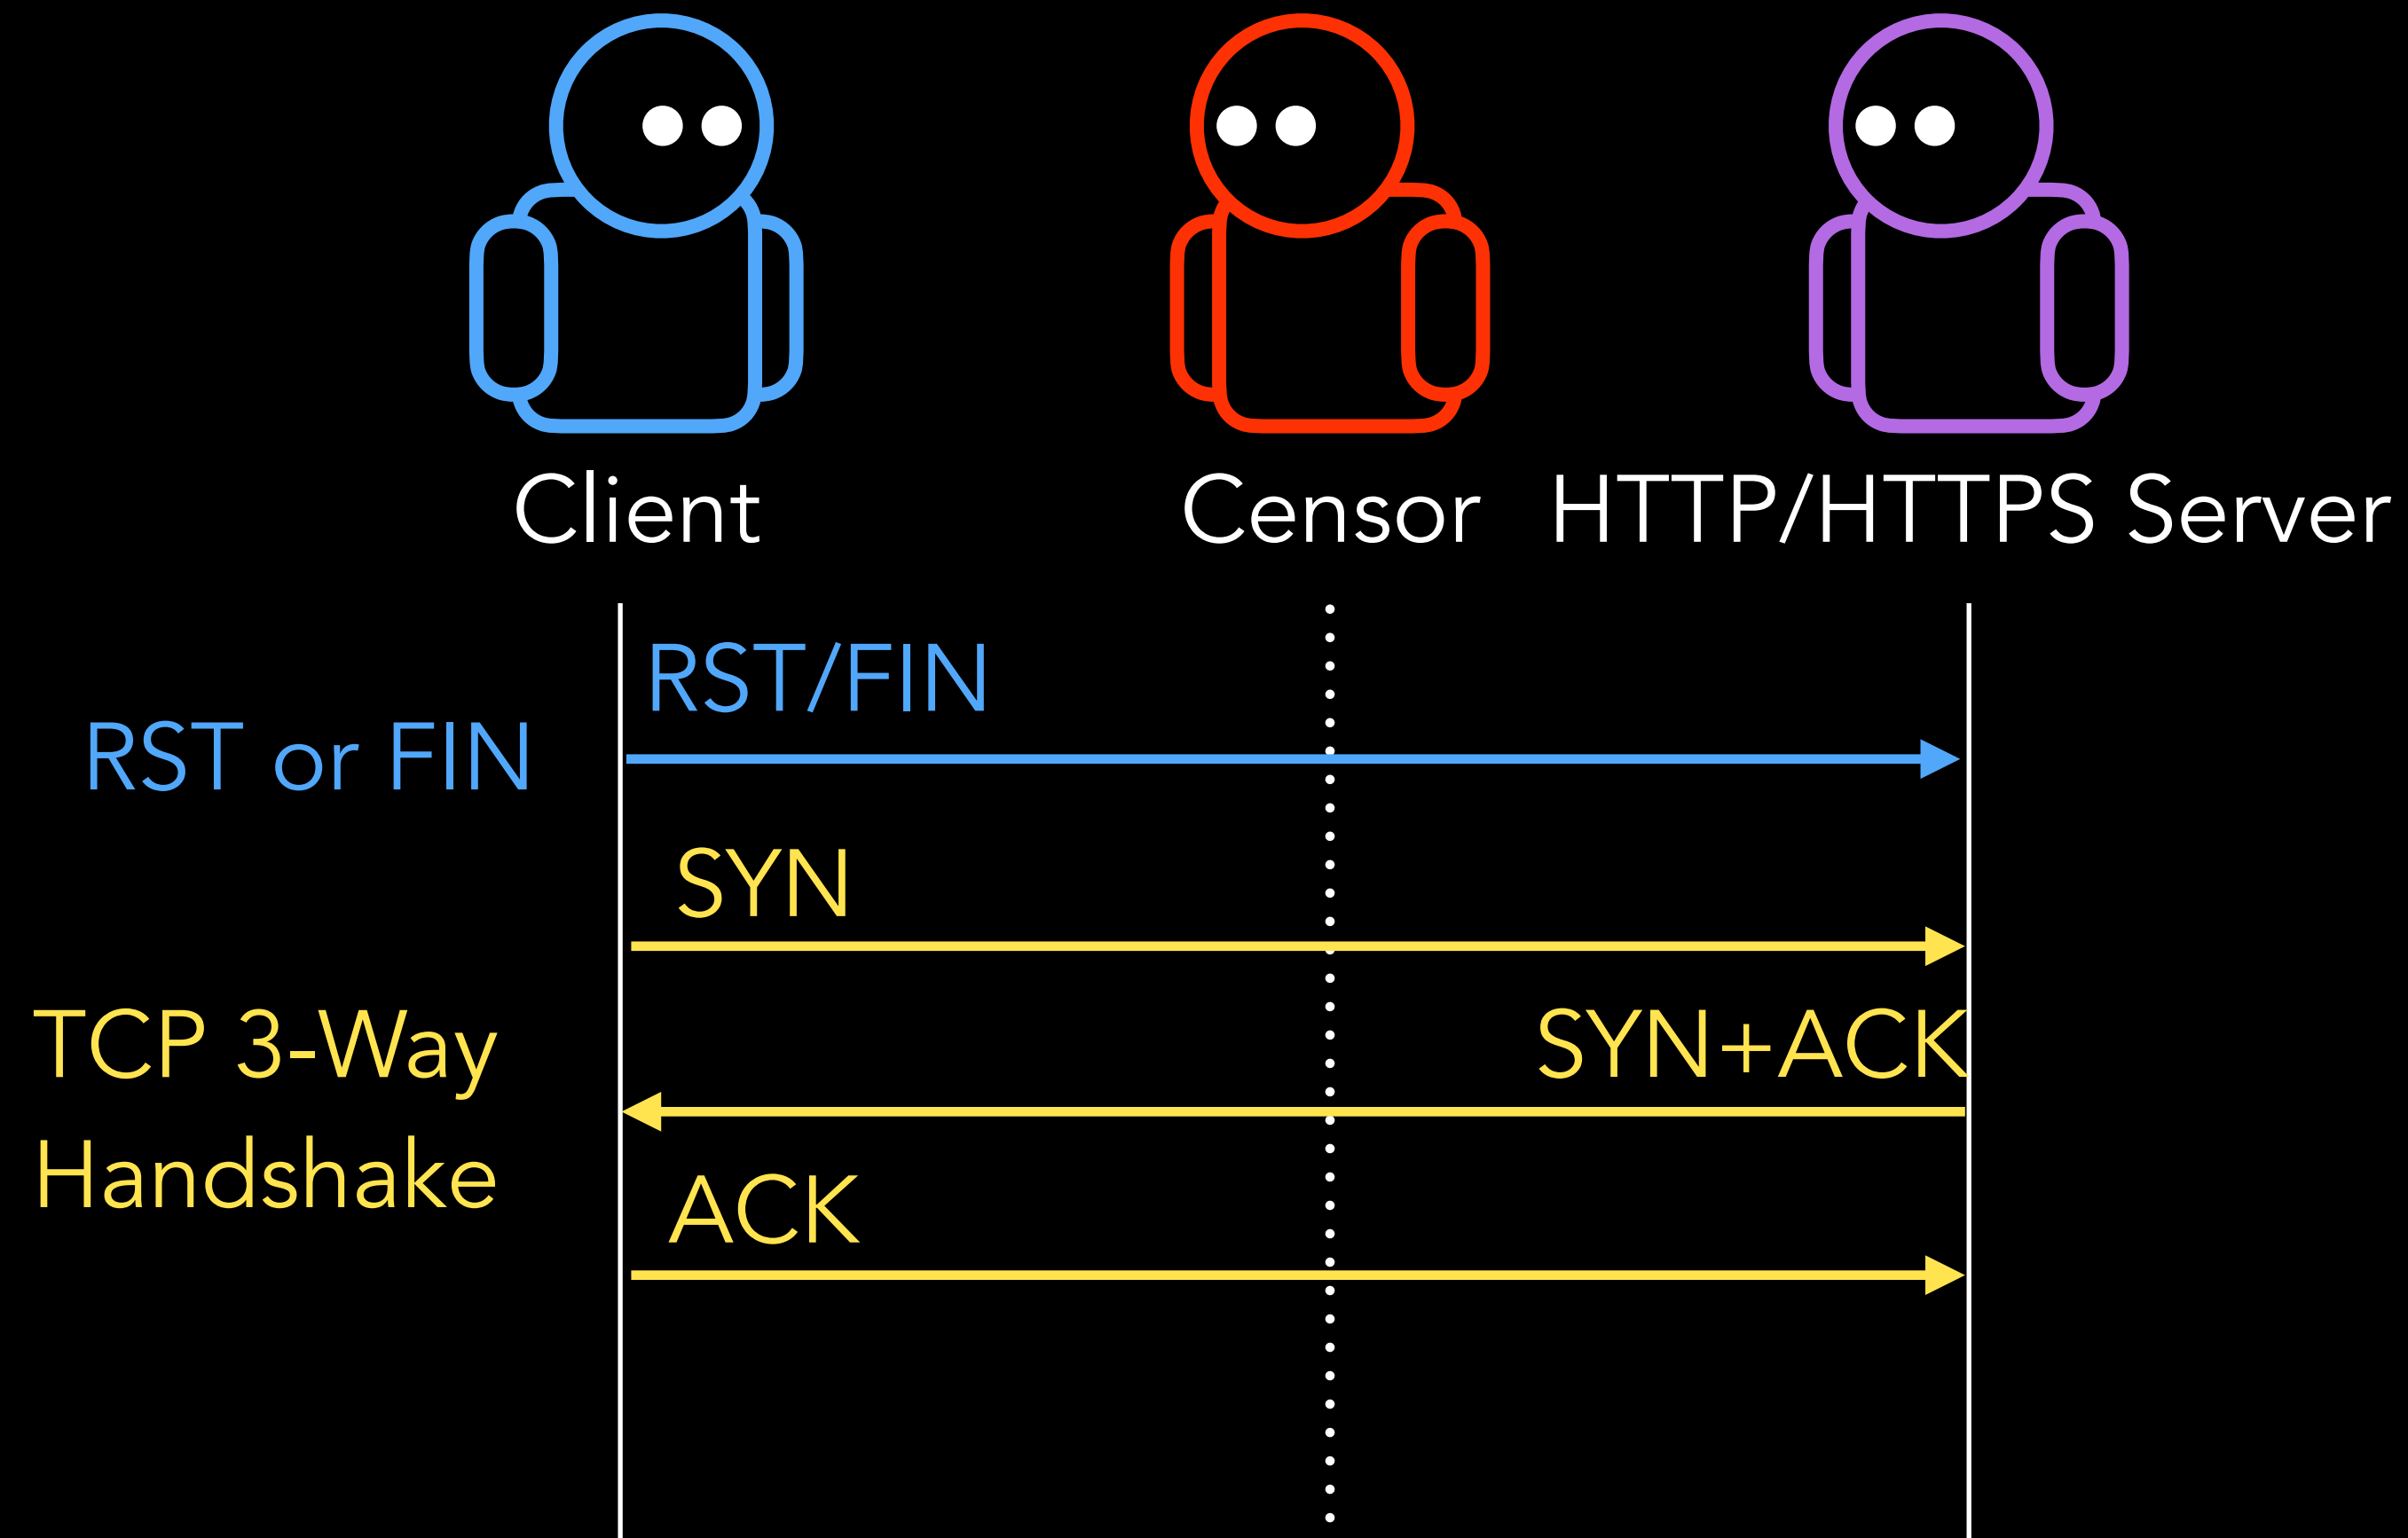 Client
Censor
HTTP/HTTPS Server
RST/FIN
RST or FIN
SYN
TCP 3-Way
Handshake
SYN+ACK
ACK